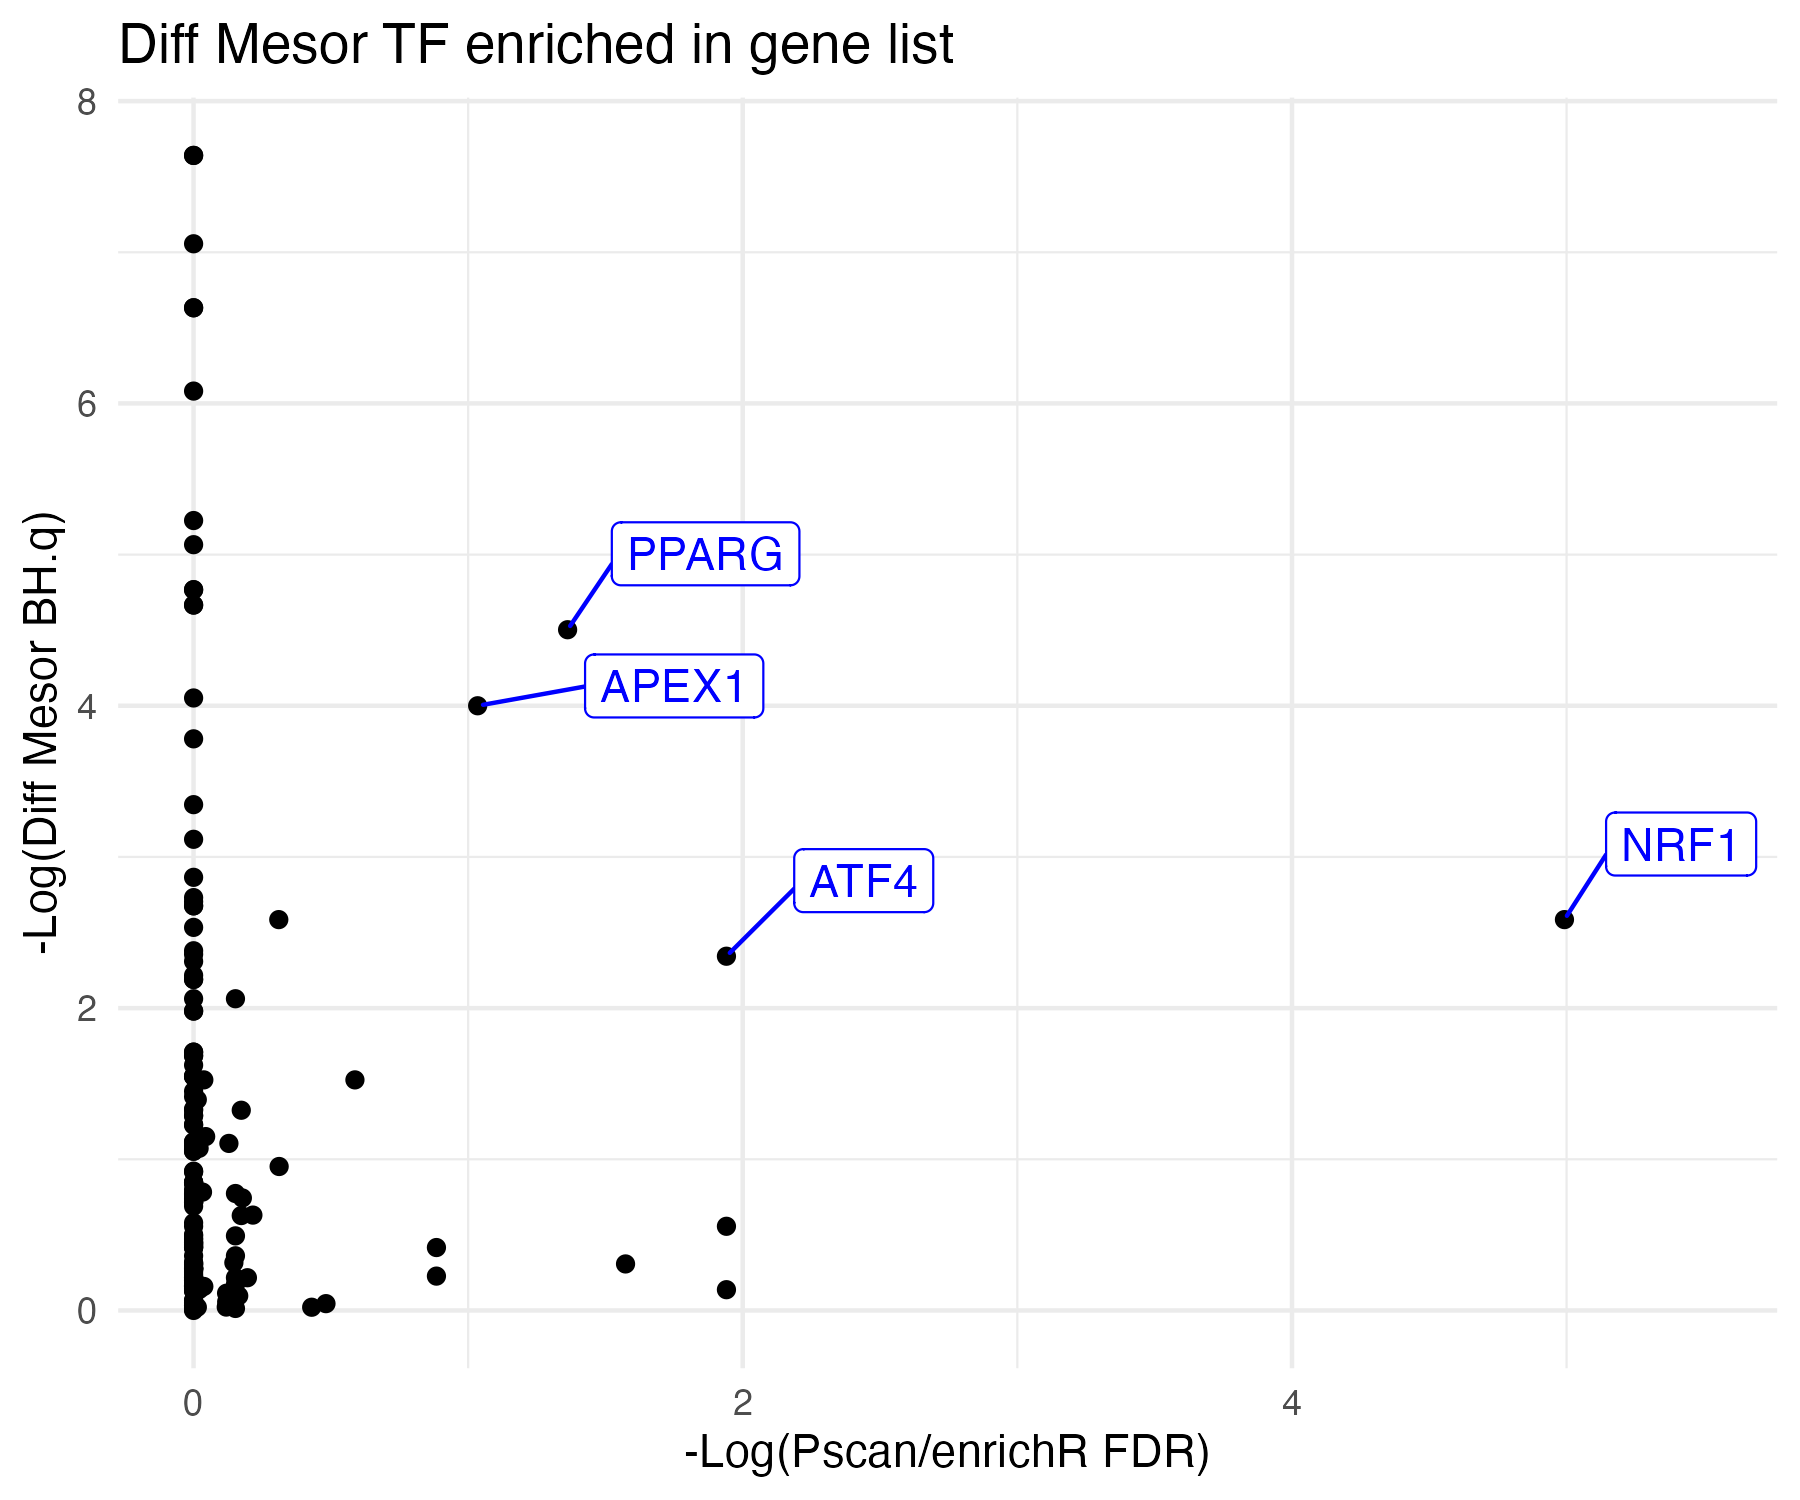 Diff Mesor TF enriched in gene list
-Log(Diff Mesor BH.q)
8
6
4
2
0
PPARG
APEX1
ATF4
NRF1
0
2
4
-Log(Pscan/enrichR FDR)